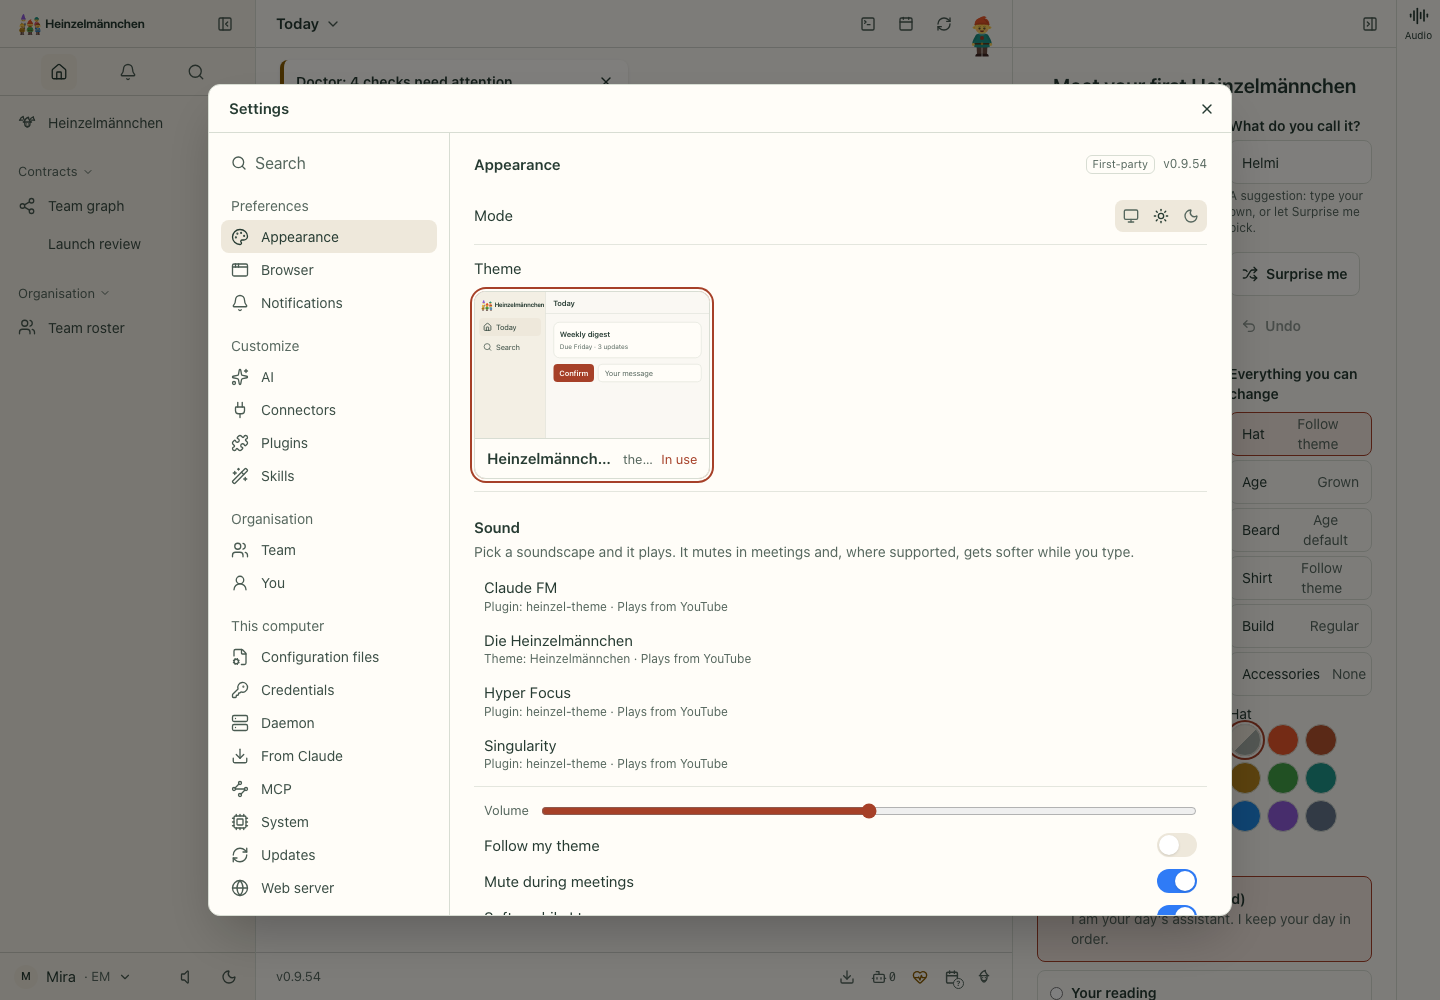 Heinzelmännchen
Today
Audio
Doctor: 4 checks need attention
Meet your first Heinzelmännchen
Heinzelmännchen
Contracts
Team graph
Launch review
Organisation
Team roster
Settings
Search
Preferences
Appearance
Browser
Notifications
Customize
AI
Connectors
Plugins
Skills
Organisation
Team
You
This computer
Configuration files
Credentials
Daemon
From Claude
MCP
System
Updates
Web server
Appearance
First-party
v0.9.54
Mode
Theme
Heinzelmännchen
Today
Today
Search
Weekly digest
Due Friday · 3 updates
Confirm
Your message
Heinzelmännch...
the...
In use
Sound
Pick a soundscape and it plays. It mutes in meetings and, where supported, gets softer while you type.
Claude FM
Plugin: heinzel-theme · Plays from YouTube
Die Heinzelmännchen
Theme: Heinzelmännchen · Plays from YouTube
Hyper Focus
Plugin: heinzel-theme · Plays from YouTube
Singularity
Plugin: heinzel-theme · Plays from YouTube
Volume
Follow my theme
Mute during meetings
What do you call it?
Helmi
A suggestion: type your
own, or let Surprise me
pick.
Surprise me
Undo
Everything you can
change
Hat
Follow
theme
Age
Grown
Beard
Age
default
Shirt
Follow
theme
Build
Regular
Accessories
None
Hat
I am your day's assistant. I keep your day in
order.
Your reading
M
Mira · EM
v0.9.54
0